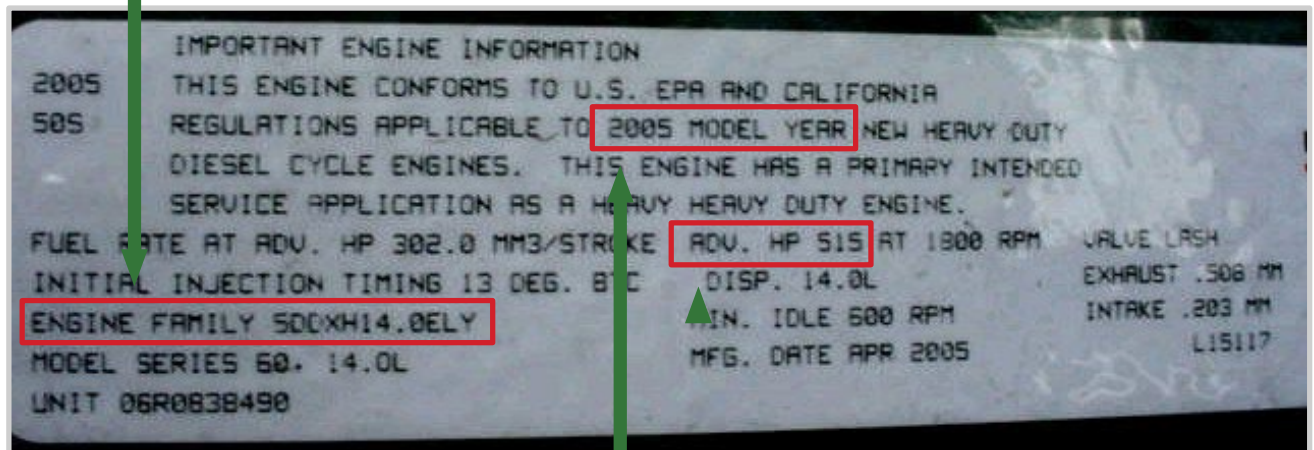 IMPORTANT ENGINE INFORMATION
2005 THIS ENGINE CONFORMS TO U.S. EPA AND CALIFORNIA
50S REGULATIONS APPLICABLE TO 2005 MODEL YEAR NEW HEAVY DUTY
DIESEL CYCLE ENGINES. THIS ENGINE HAS A PRIMARY INTENDED
SERVICE APPLICATION AS A HEAVY HEAVY DUTY ENGINE.
FUEL RATE AT ADV. HP 302.0 MM3/STROKE ADV. HP 515 AT 1800 RPM VALVE LASH
INITIAL INJECTION TIMING 13 DEG. BTC DISP. 14.0L EXHAUST .508 MM
ENGINE FAMILY 5DDXH14.0ELY MIN. IDLE 600 RPM INTAKE .203 MM
MODEL SERIES 60. 14.0L MFG. DATE APR 2005 L15117
UNIT 06R0838490